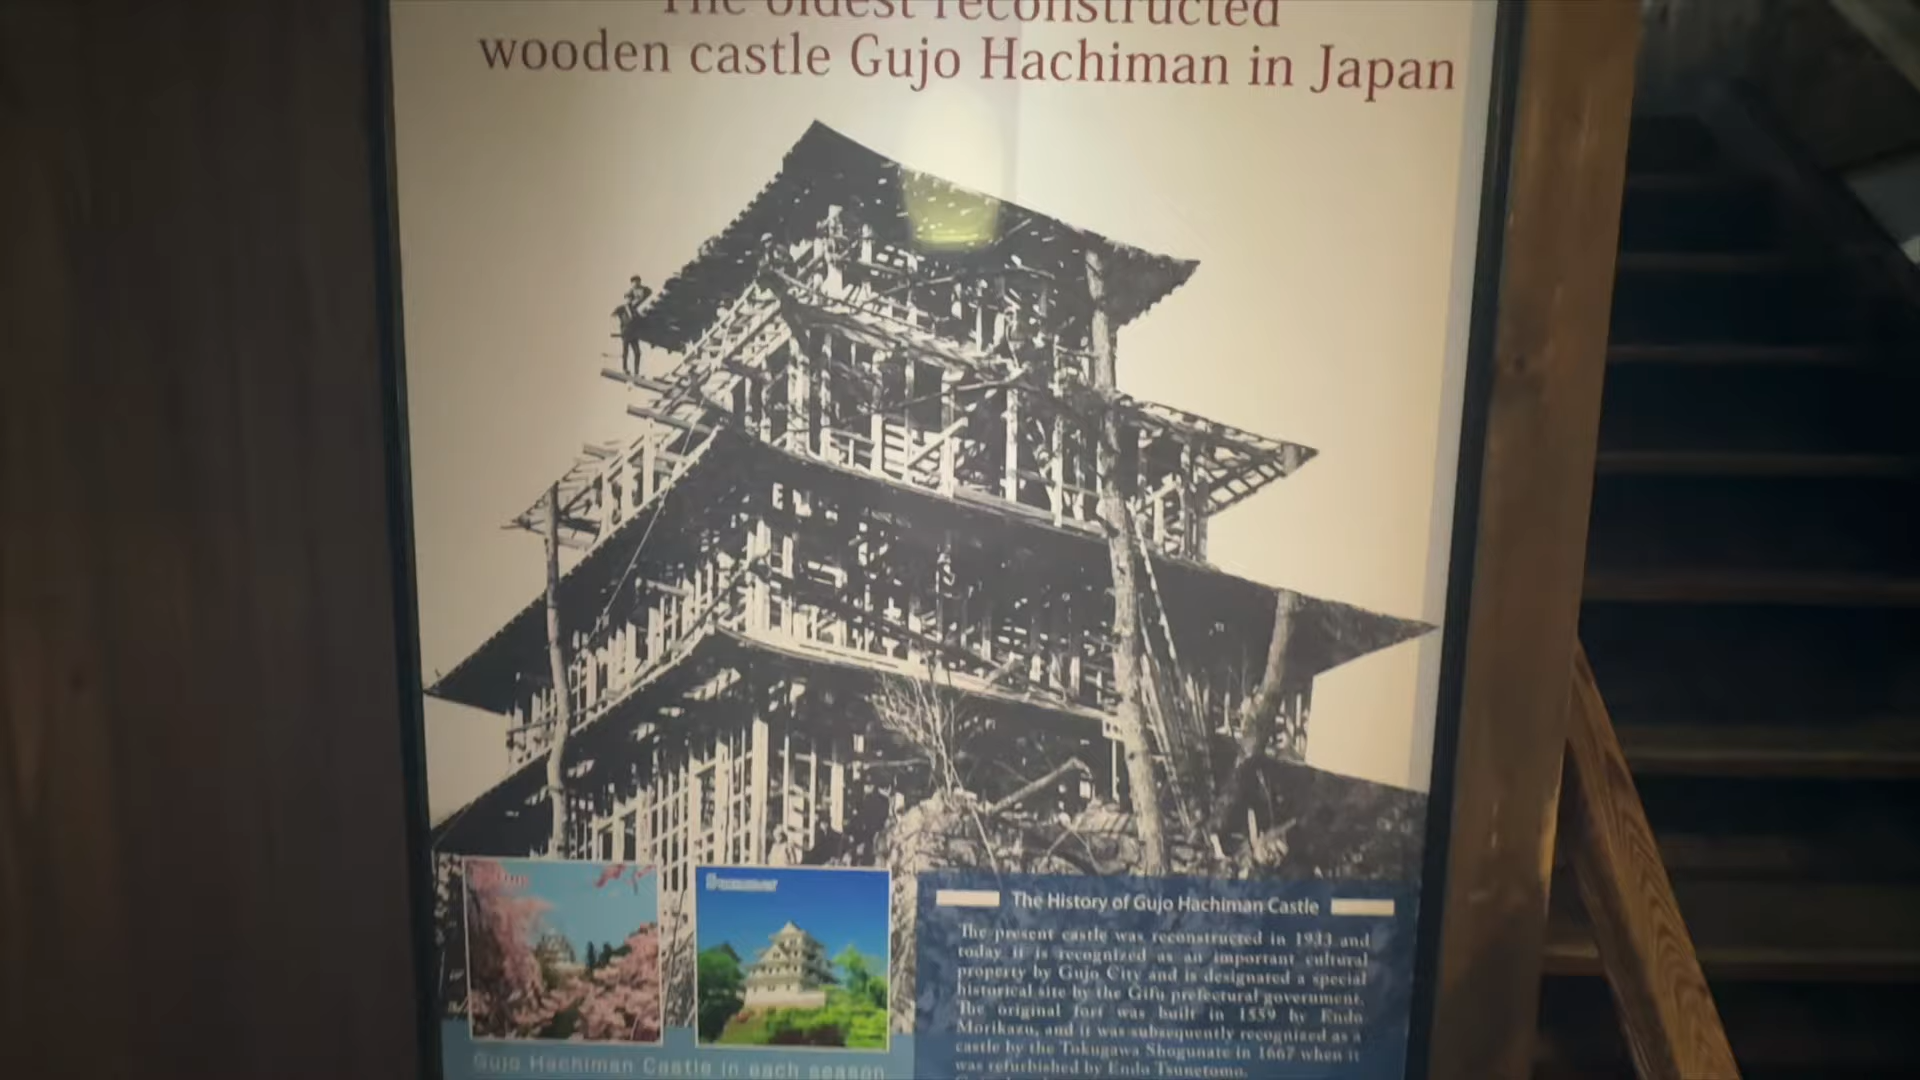 The oldest reconstructed
wooden castle Gujo Hachiman in Japan
Summer
The History of Gujo Hachiman Castle
The present castle was reconstructed in 1933 and
today it is recognized as an important cultural
property by Gujo City and is designated a special
historical site by the Gifu prefectural government.
The original fort was built in 1559 by Endo
Morikazu, and it was subsequently recognized as a
castle by the Tokugawa Shogunate in 1667 when it
was refurbished by Endo Tsunetomo.
Gujo Hachiman Castle in each season